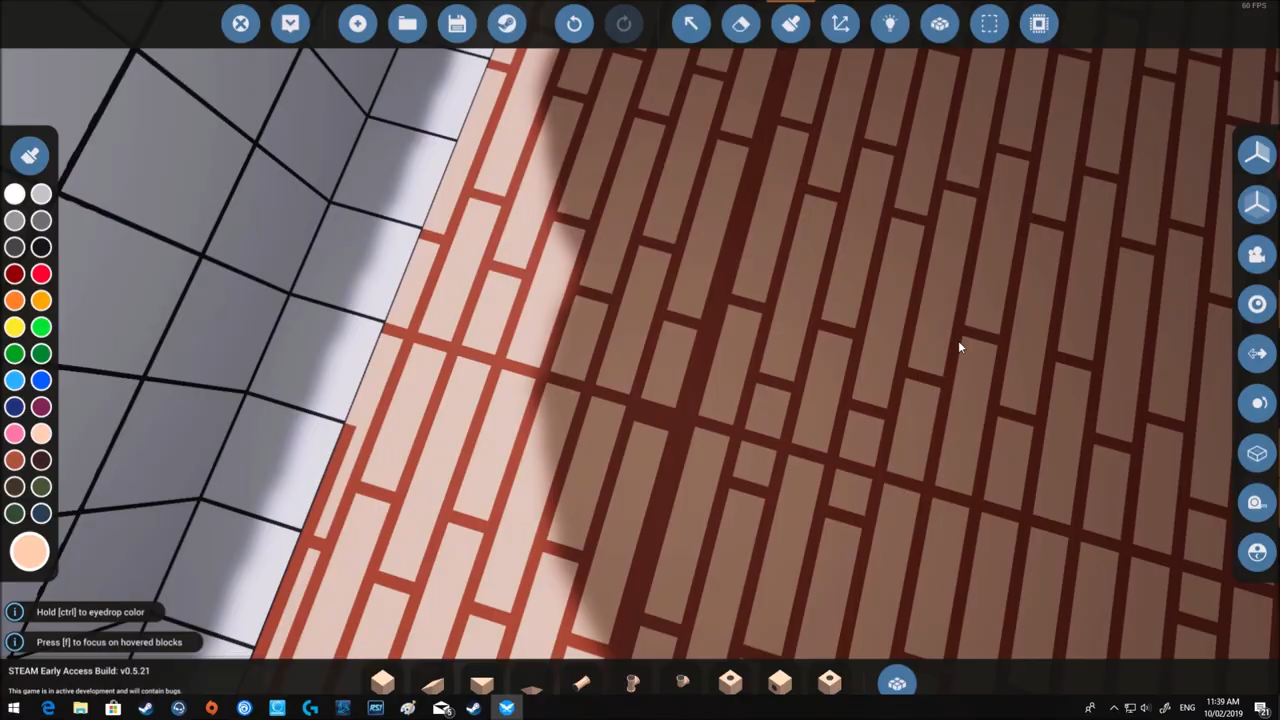 60 FPS
Hold [ctrl] to eyedrop color
Press [f] to focus on hovered blocks
STEAM Early Access Build: v0.5.21
This game is in active development and will contain bugs.
ENG
11:39 AM
10/02/2019